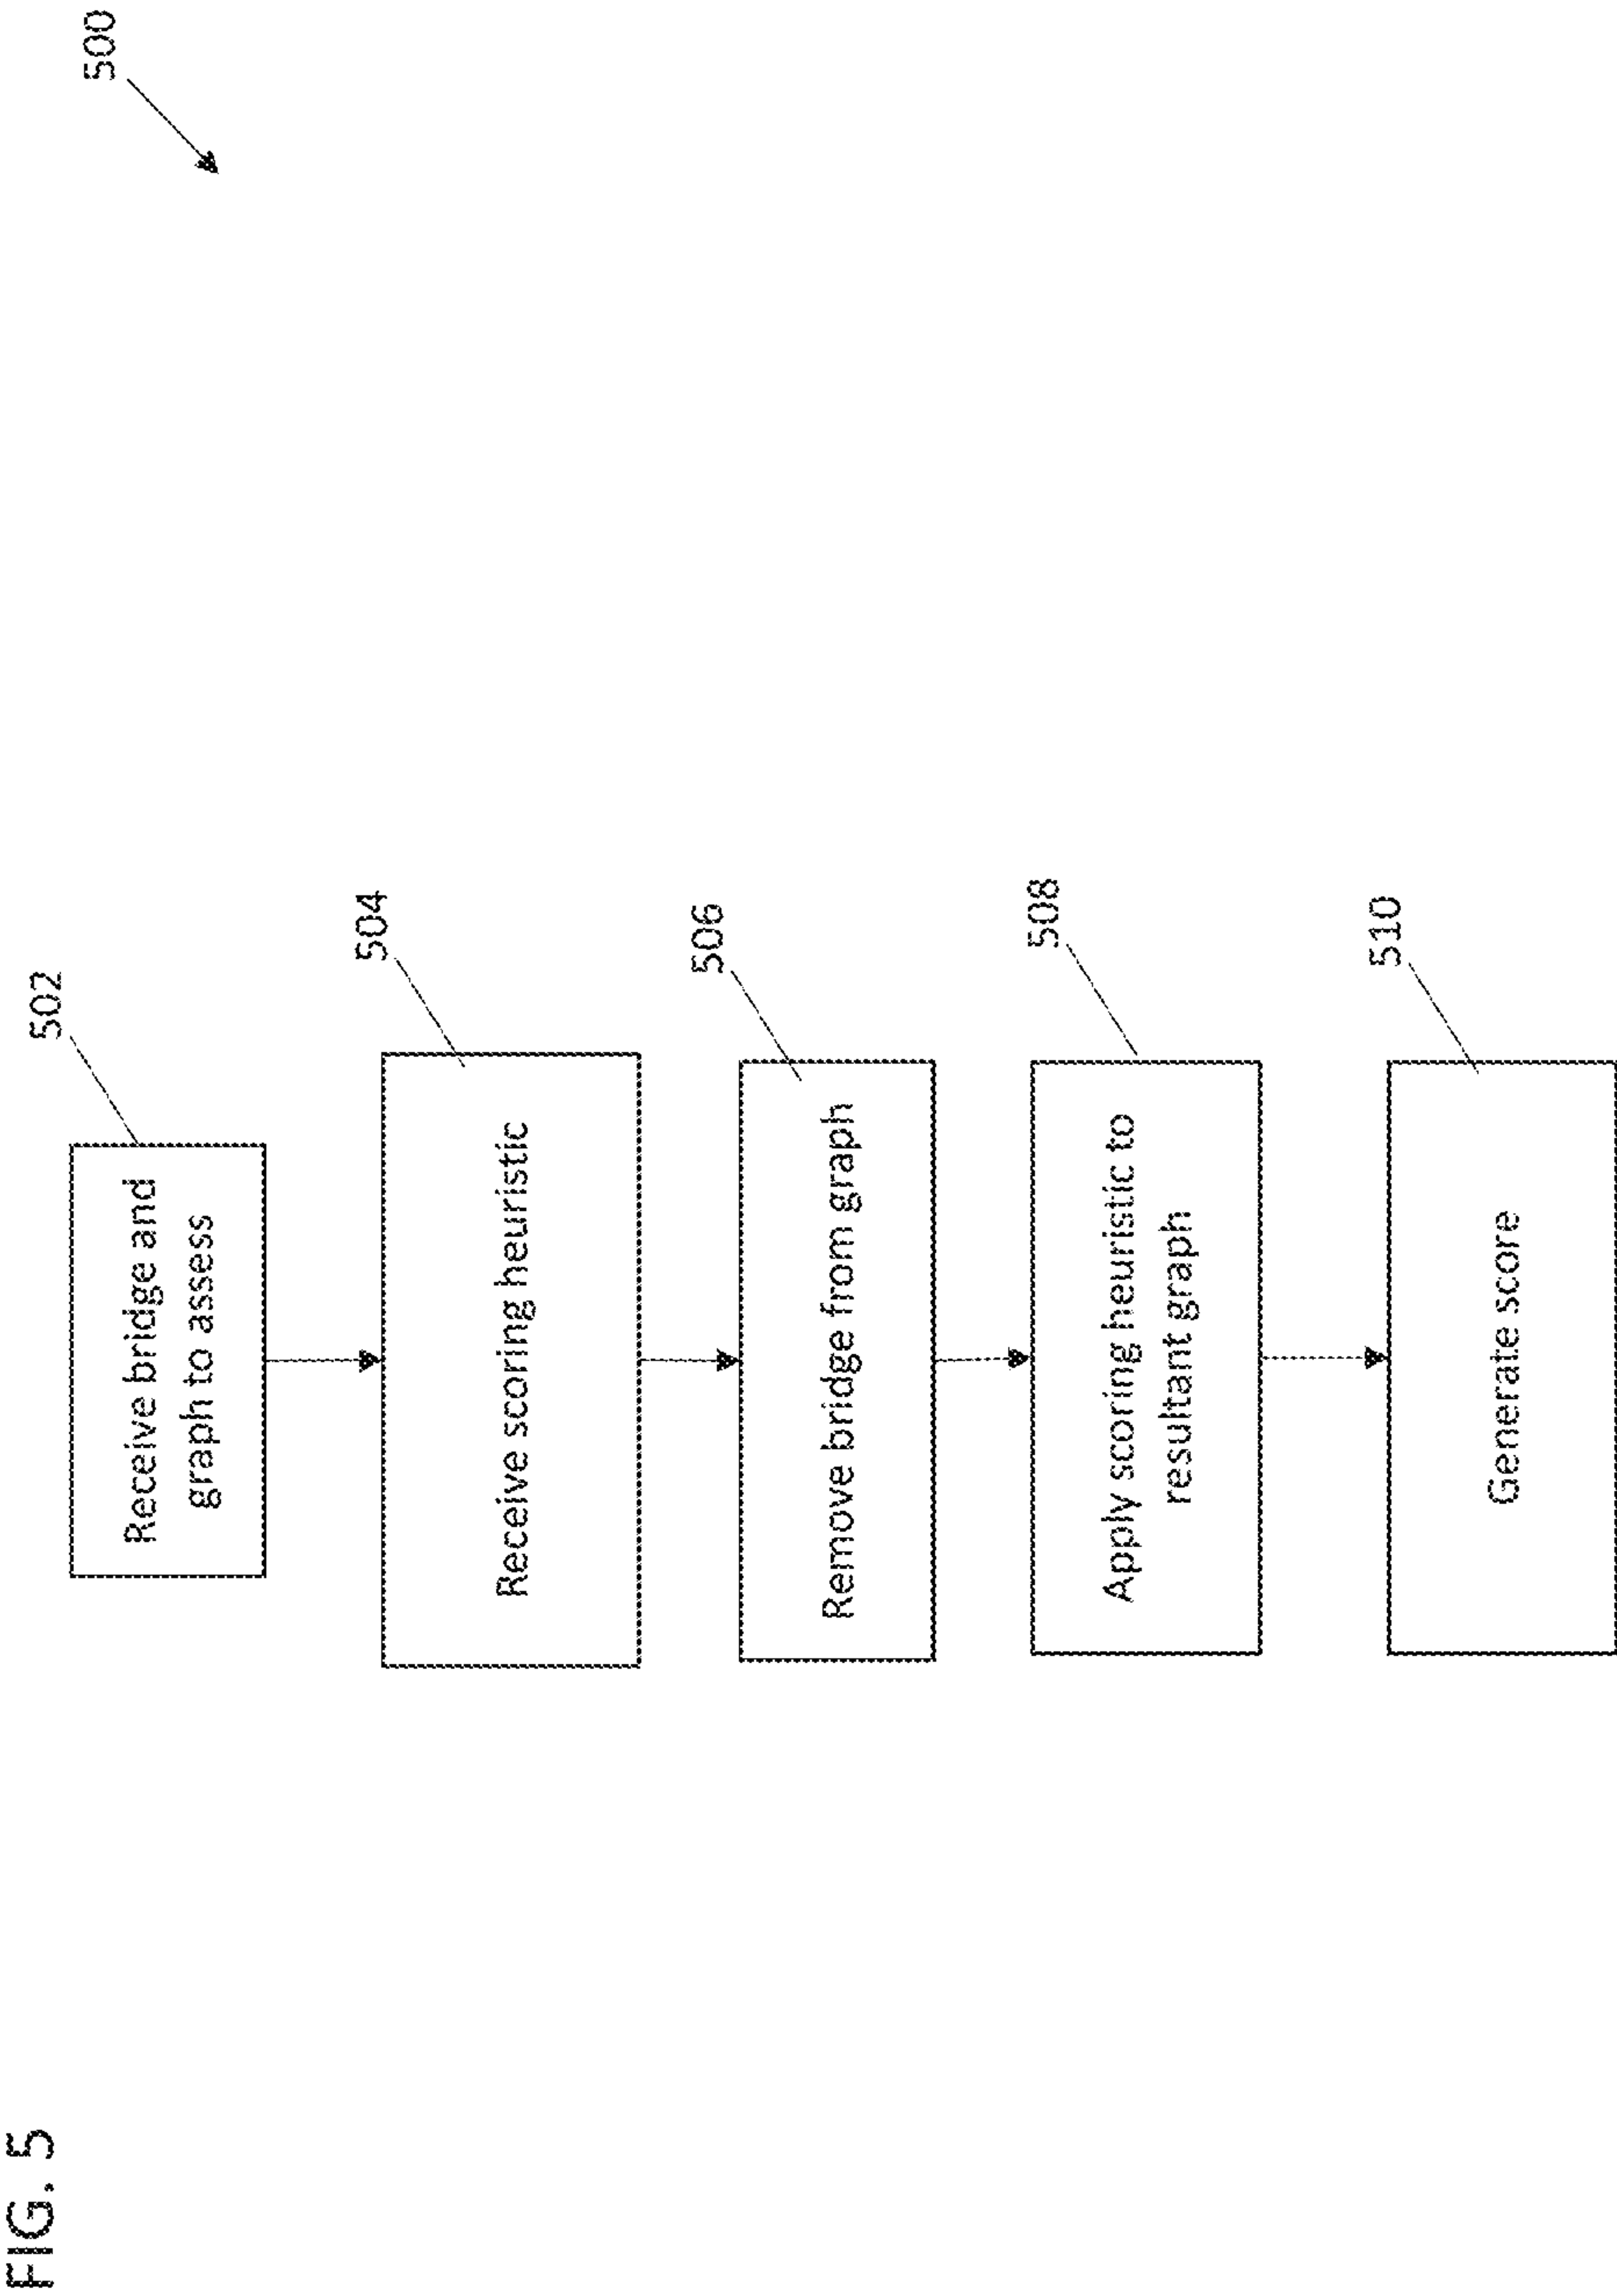 FIG. 5
500
502
Receive bridge and
graph to assess
504
Receive scoring heuristic
506
Remove bridge from graph
508
Apply scoring heuristic to
resultant graph
510
Generate score